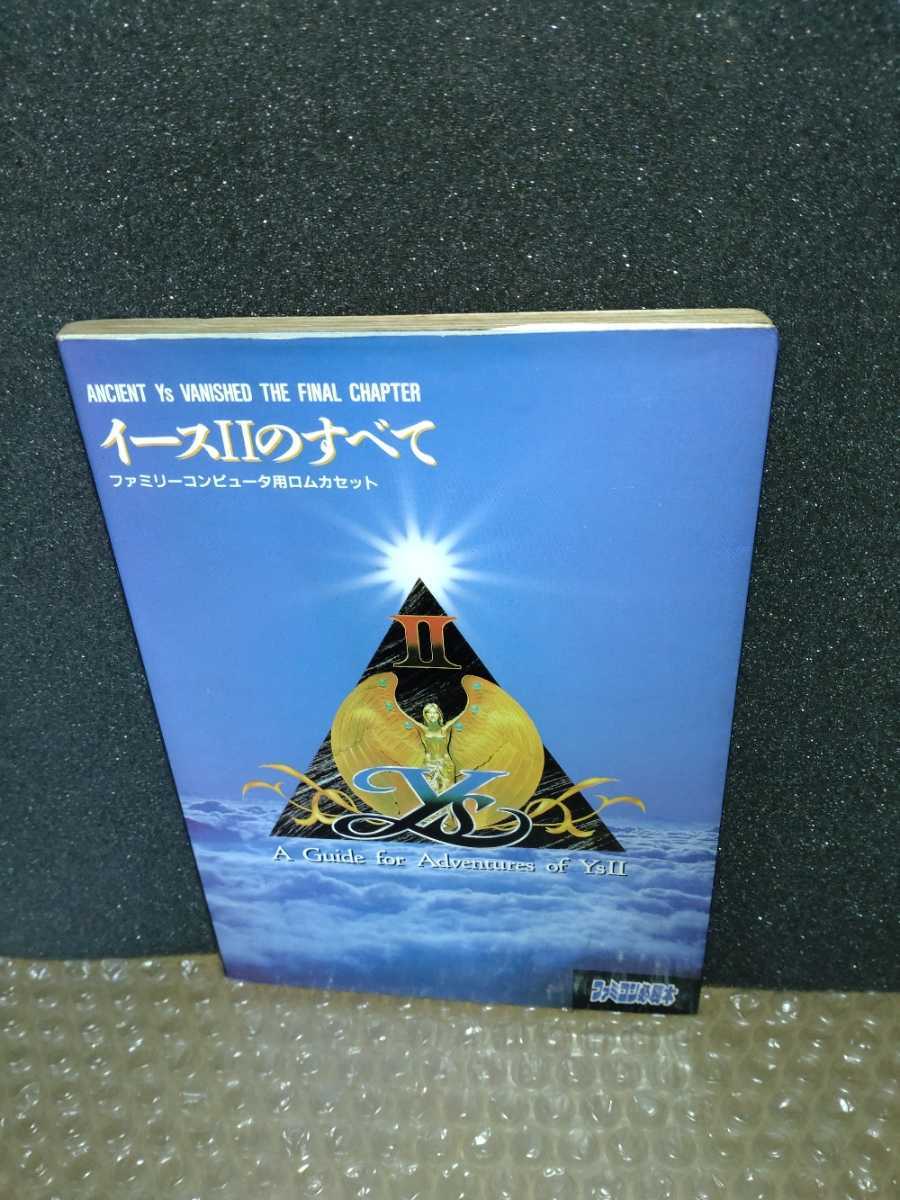 ANCIENT Ys VANISHED THE FINAL CHAPTER
イースIIのすべて
ファミリーコンピュータ用ロムカセット
II
Ys
A Guide for Adventures of YsII
ファミコン必勝本